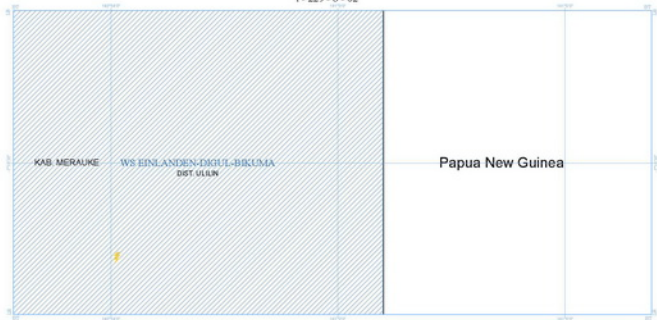 KAB. MERAUKE
WS EINLANDEN-DIGUL-BIKUMA
DIST. ULILIN
Papua New Guinea